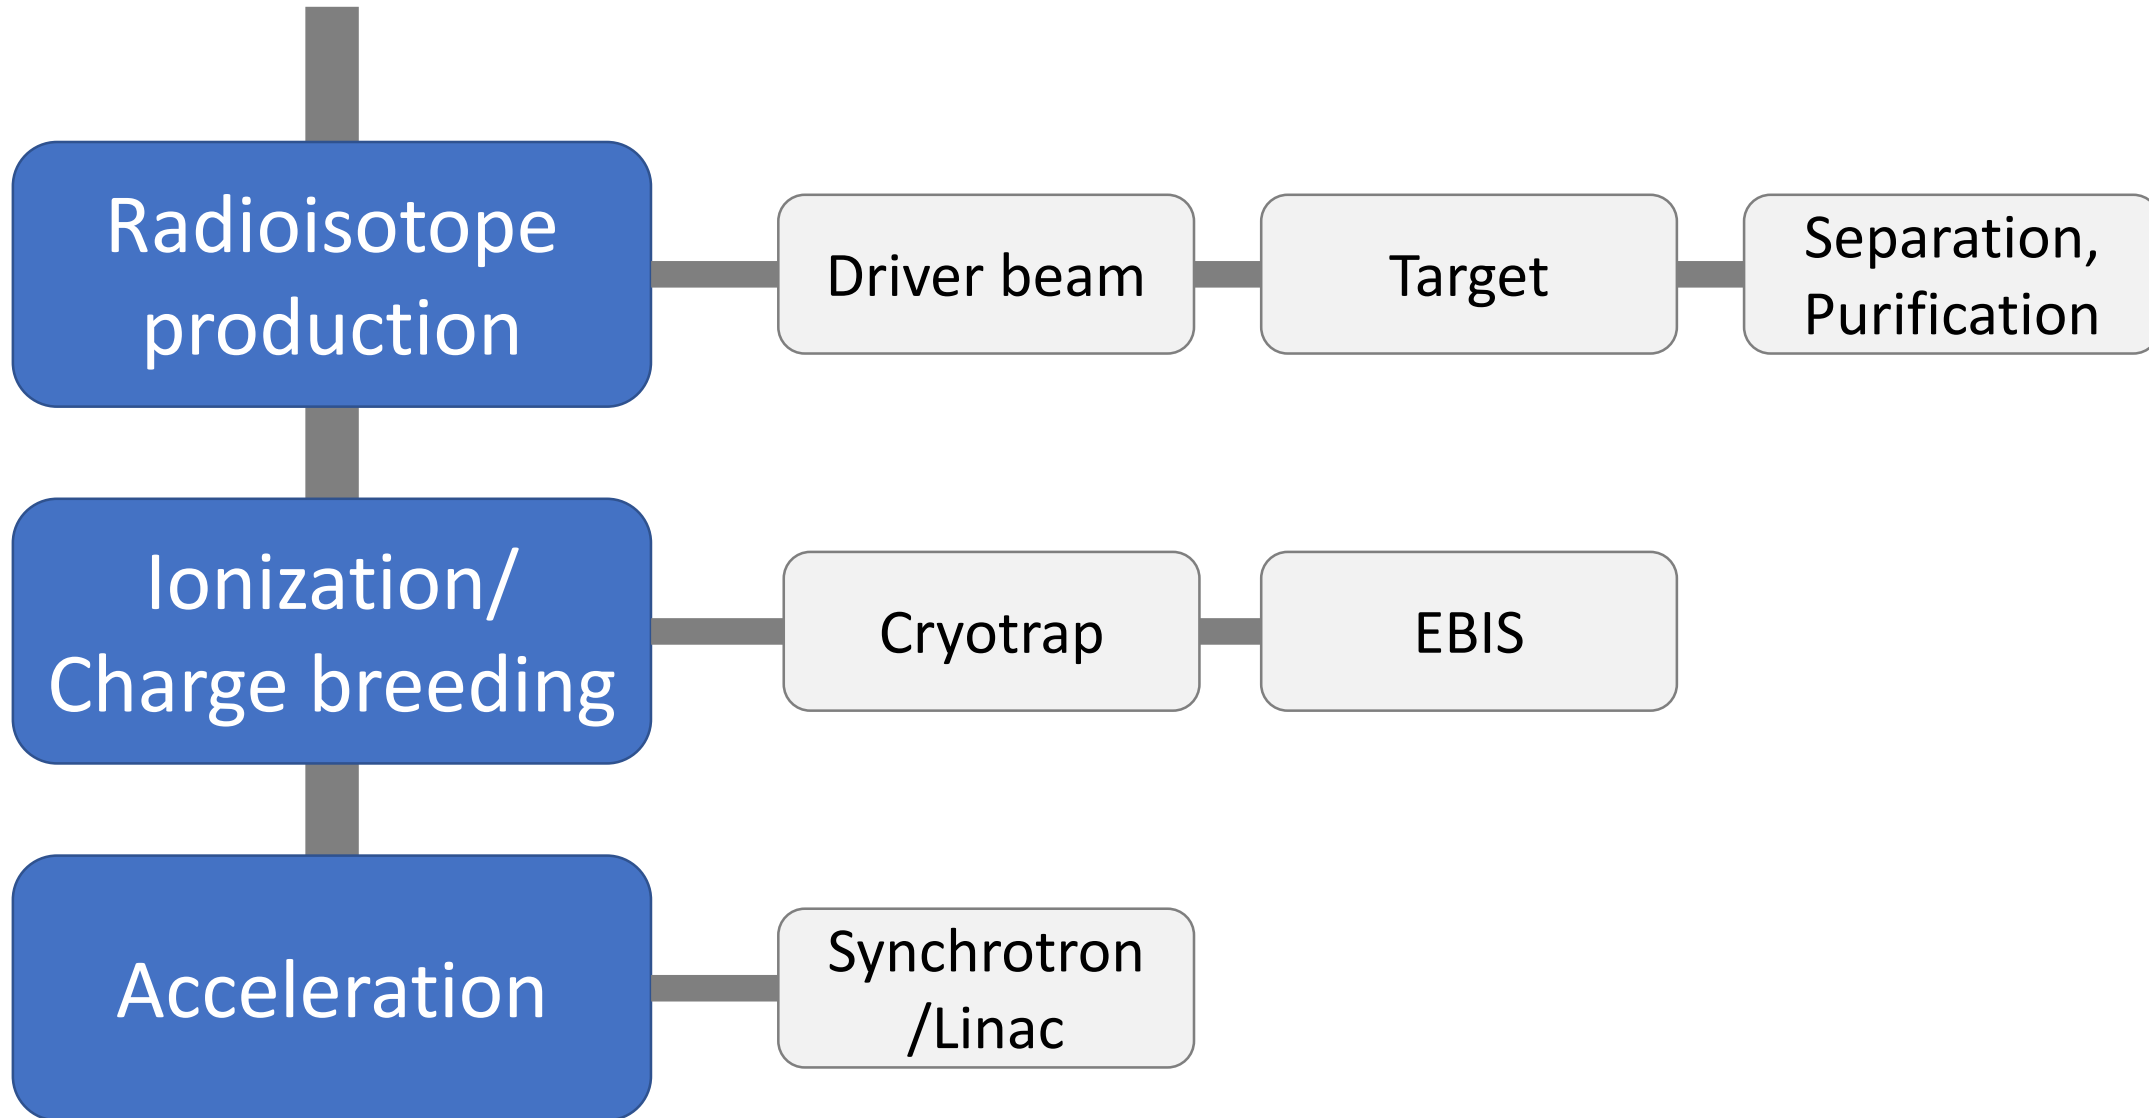 Radioisotope
production
Driver beam
Target
Separation,
Purification
Ionization/
Charge breeding
Cryotrap
EBIS
Acceleration
Synchrotron
/Linac